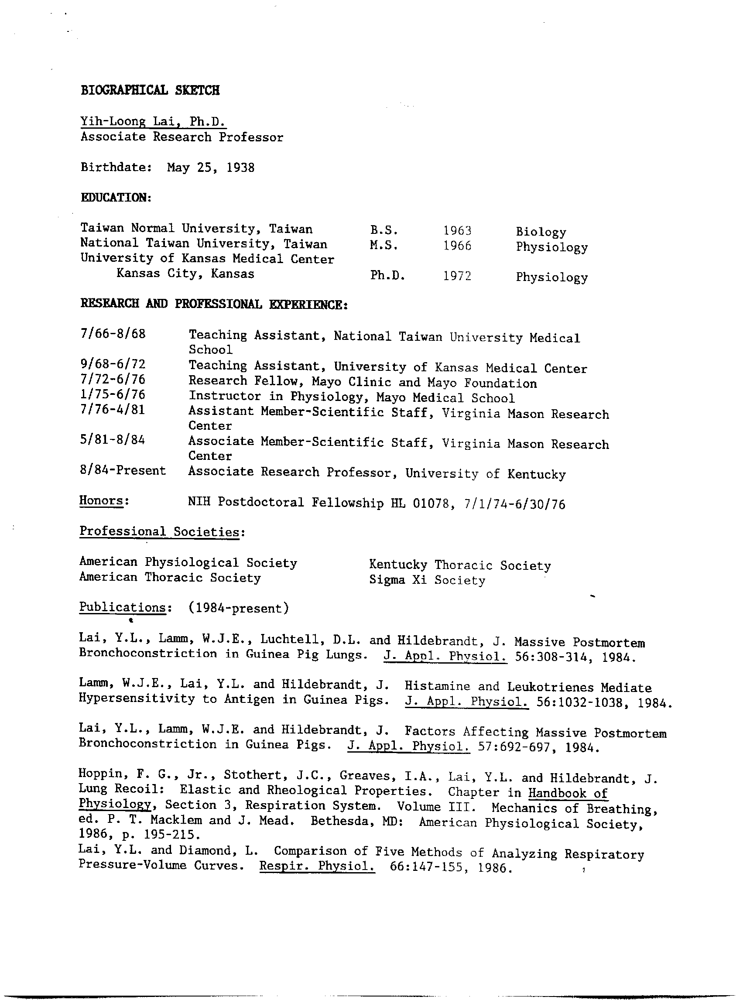 BIOGRAPHICAL SKETCH
Yih-Loong Lai, Ph.D.
Associate Research Professor
Birthdate: May 25, 1938
EDUCATION:
Taiwan Normal University, Taiwan B.S. 1963 Biology
National Taiwan University, Taiwan M.S. 1966 Physiology
University of Kansas Medical Center
Kansas City, Kansas Ph.D. 1972 Physiology
RESEARCH AND PROFESSIONAL EXPERIENCE:
7/66-8/68 Teaching Assistant, National Taiwan University Medical
School
9/68-6/72 Teaching Assistant, University of Kansas Medical Center
7/72-6/76 Research Fellow, Mayo Clinic and Mayo Foundation
1/75-6/76 Instructor in Physiology, Mayo Medical School
7/76-4/81 Assistant Member-Scientific Staff, Virginia Mason Research
Center
5/81-8/84 Associate Member-Scientific Staff, Virginia Mason Research
Center
8/84-Present Associate Research Professor, University of Kentucky
Honors: NIH Postdoctoral Fellowship HL 01078, 7/1/74-6/30/76
Professional Societies:
American Physiological Society Kentucky Thoracic Society
American Thoracic Society Sigma Xi Society
Publications: (1984-present)
Lai, Y.L., Lamm, W.J.E., Luchtell, D.L. and Hildebrandt, J. Massive Postmortem
Bronchoconstriction in Guinea Pig Lungs. J. Appl. Physiol. 56:308-314, 1984.
Lamm, W.J.E., Lai, Y.L. and Hildebrandt, J. Histamine and Leukotrienes Mediate
Hypersensitivity to Antigen in Guinea Pigs. J. Appl. Physiol. 56:1032-1038, 1984.
Lai, Y.L., Lamm, W.J.E. and Hildebrandt, J. Factors Affecting Massive Postmortem
Bronchoconstriction in Guinea Pigs. J. Appl. Physiol. 57:692-697, 1984.
Hoppin, F. G., Jr., Stothert, J.C., Greaves, I.A., Lai, Y.L. and Hildebrandt, J.
Lung Recoil: Elastic and Rheological Properties. Chapter in Handbook of
Physiology, Section 3, Respiration System. Volume III. Mechanics of Breathing,
ed. P. T. Macklem and J. Mead. Bethesda, MD: American Physiological Society,
1986, p. 195-215.
Lai, Y.L. and Diamond, L. Comparison of Five Methods of Analyzing Respiratory
Pressure-Volume Curves. Respir. Physiol. 66:147-155, 1986.